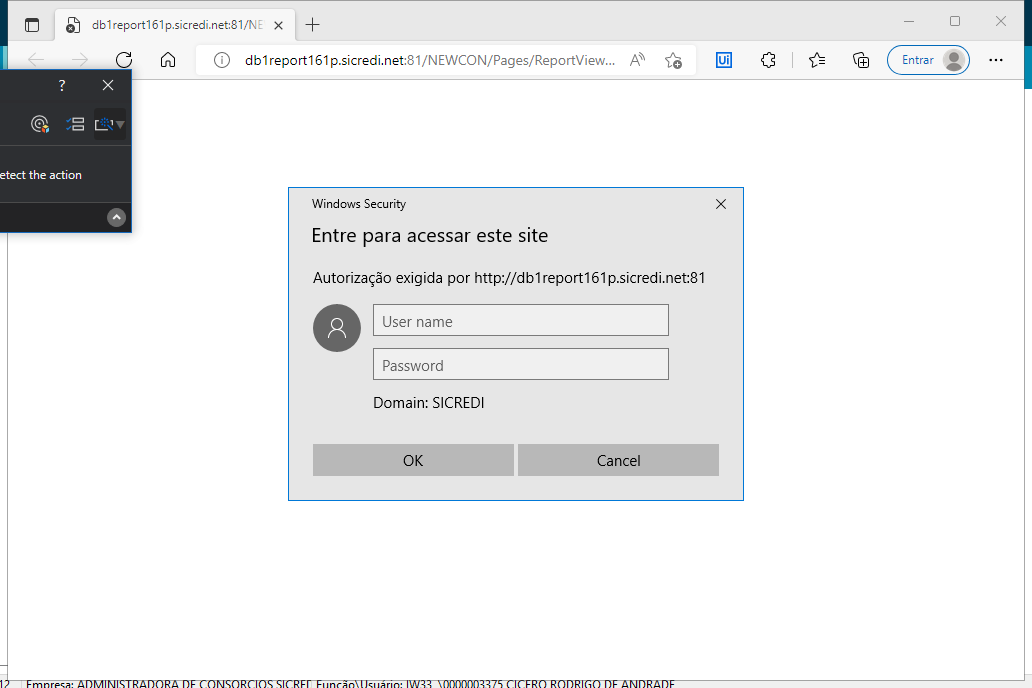 db1report161p.sicredi.net:81/NE
db1report161p.sicredi.net:81/NEWCON/Pages/ReportView...
A
Ui
Entrar
?
etect the action
Windows Security
Entre para acessar este site
Autorização exigida por http://db1report161p.sicredi.net:81
User name
Password
Domain: SICREDI
OK
Cancel
12 Empresa: ADMINISTRADORA DE CONSORCIOS SICREI Função\Usuário: IW33 \0000003375 CICERO RODRIGO DE ANDRADE